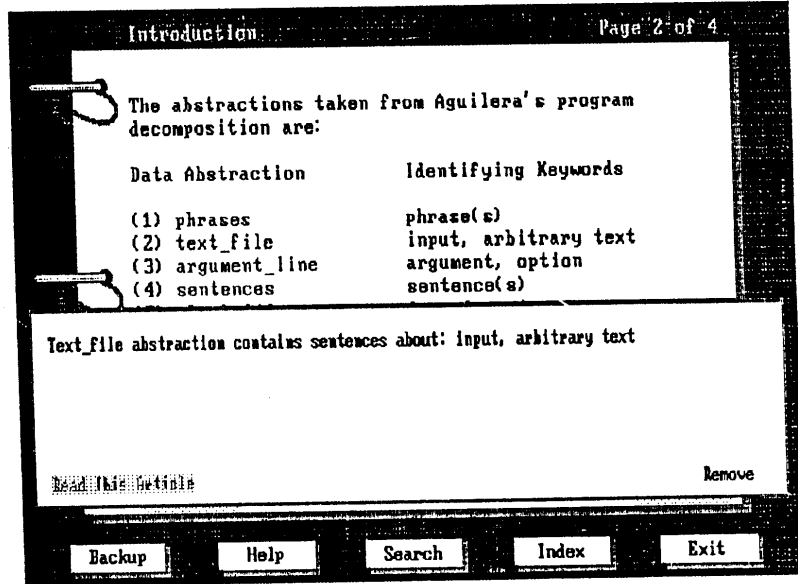 Introduction Page 2 of 4
The abstractions taken from Aguilera's program
decomposition are:
Data Abstraction Identifying Keywords
(1) phrases phrase(s)
(2) text_file input, arbitrary text
(3) argument_line argument, option
(4) sentences sentence(s)
Text_file abstraction contains sentences about: input, arbitrary text
Read This Article Remove
Backup Help Search Index Exit